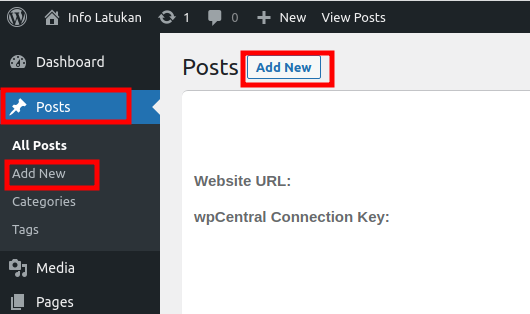 Info Latukan 1 0 New View Posts
Dashboard
Posts
All Posts
Add New
Categories
Tags
Media
Pages
Posts Add New
Website URL:
wpCentral Connection Key: